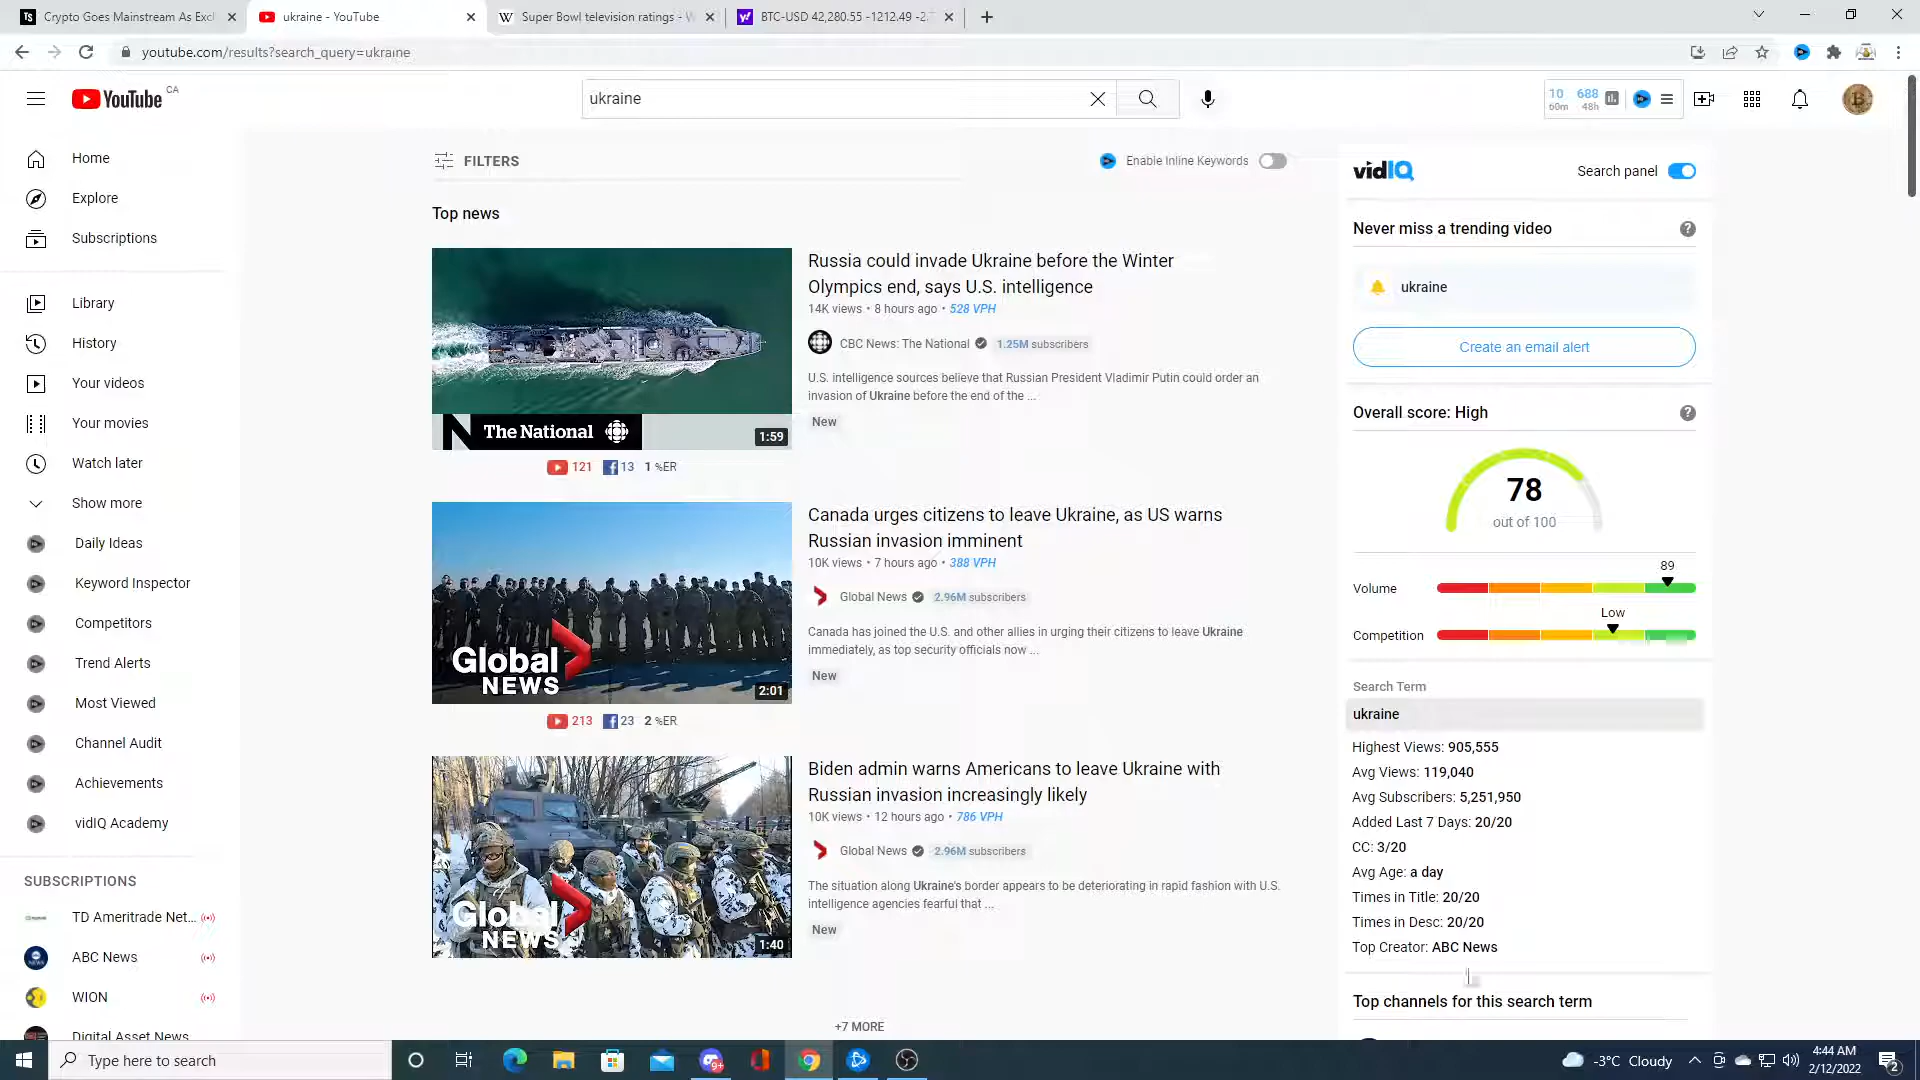 Crypto Goes Mainstream As Exc
ukraine - YouTube
Super Bowl television ratings - W
BTC-USD 42,280.55 -1212.49 -2.
youtube.com/results?search_query=ukraine
YouTube CA
ukraine
10 688
60m 48h
Home
Explore
Subscriptions
Library
History
Your videos
Your movies
Watch later
Show more
Daily Ideas
Keyword Inspector
Competitors
Trend Alerts
Most Viewed
Channel Audit
Achievements
vidIQ Academy
SUBSCRIPTIONS
TD Ameritrade Net...
ABC News
WION
Digital Asset News
FILTERS
Enable Inline Keywords
Top news
The National
1:59
121 13 1 %ER
Russia could invade Ukraine before the Winter
Olympics end, says U.S. intelligence
14K views • 8 hours ago • 528 VPH
CBC News: The National 1.25M subscribers
U.S. intelligence sources believe that Russian President Vladimir Putin could order an
invasion of Ukraine before the end of the ...
New
Global
NEWS
2:01
213 23 2 %ER
Canada urges citizens to leave Ukraine, as US warns
Russian invasion imminent
10K views • 7 hours ago • 388 VPH
Global News 2.96M subscribers
Canada has joined the U.S. and other allies in urging their citizens to leave Ukraine
immediately, as top security officials now ...
New
Global
NEWS
1:40
Biden admin warns Americans to leave Ukraine with
Russian invasion increasingly likely
10K views • 12 hours ago • 786 VPH
Global News 2.96M subscribers
The situation along Ukraine's border appears to be deteriorating in rapid fashion with U.S.
intelligence agencies fearful that ...
New
+7 MORE
vidIQ
Search panel
Never miss a trending video
ukraine
Create an email alert
Overall score: High
78
out of 100
89
Volume
Low
Competition
Search Term
ukraine
Highest Views: 905,555
Avg Views: 119,040
Avg Subscribers: 5,251,950
Added Last 7 Days: 20/20
CC: 3/20
Avg Age: a day
Times in Title: 20/20
Times in Desc: 20/20
Top Creator: ABC News
Top channels for this search term
Type here to search
9+
-3°C Cloudy
4:44 AM
2/12/2022
2